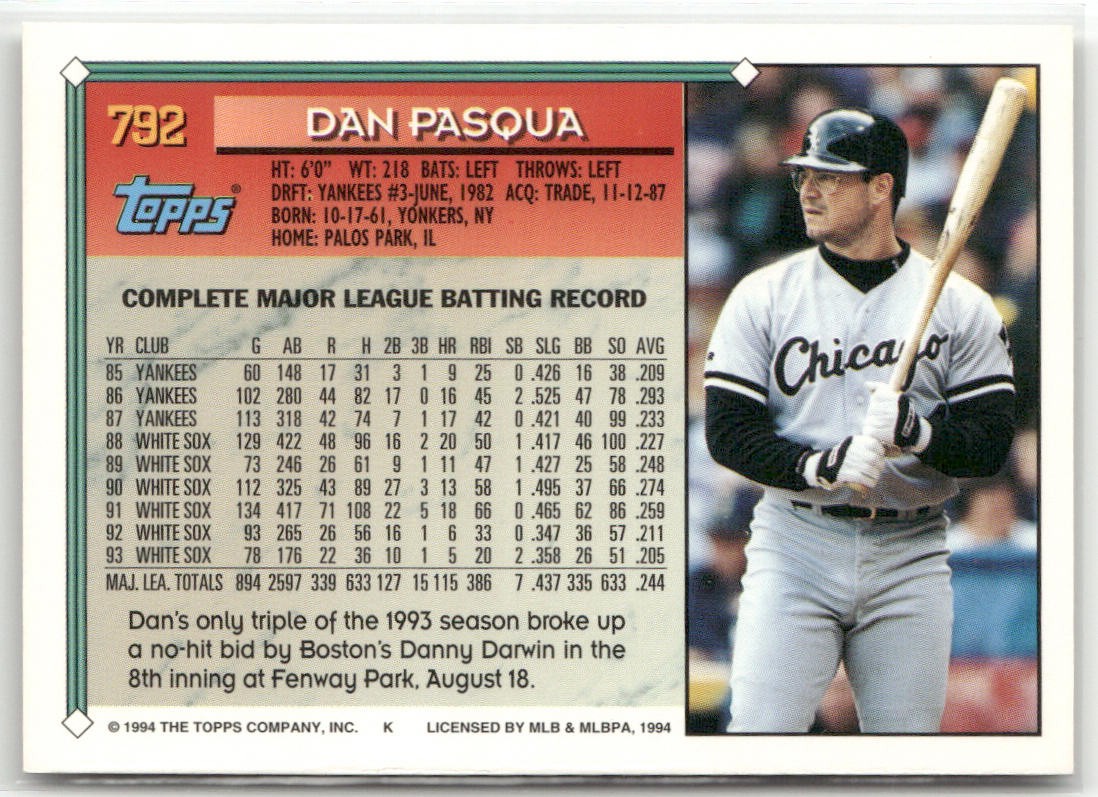 792
DAN PASQUA
topps®
HT: 6'0" WT: 218 BATS: LEFT THROWS: LEFT
DRFT: YANKEES #3-JUNE, 1982 ACQ: TRADE, 11-12-87
BORN: 10-17-61, YONKERS, NY
HOME: PALOS PARK, IL
COMPLETE MAJOR LEAGUE BATTING RECORD
YR CLUB G AB R H 2B 3B HR RBI SB SLG BB SO AVG
85 YANKEES 60 148 17 31 3 1 9 25 0 .426 16 38 .209
86 YANKEES 102 280 44 82 17 0 16 45 2 .525 47 78 .293
87 YANKEES 113 318 42 74 7 1 17 42 0 .421 40 99 .233
88 WHITE SOX 129 422 48 96 16 2 20 50 1 .417 46 100 .227
89 WHITE SOX 73 246 26 61 9 1 11 47 1 .427 25 58 .248
90 WHITE SOX 112 325 43 89 27 3 13 58 1 .495 37 66 .274
91 WHITE SOX 134 417 71 108 22 5 18 66 0 .465 62 86 .259
92 WHITE SOX 93 265 26 56 16 1 6 33 0 .347 36 57 .211
93 WHITE SOX 78 176 22 36 10 1 5 20 2 .358 26 51 .205
MAJ. LEA. TOTALS 894 2597 339 633 127 15 115 386 7 .437 335 633 .244
Dan's only triple of the 1993 season broke up
a no-hit bid by Boston's Danny Darwin in the
8th inning at Fenway Park, August 18.
© 1994 THE TOPPS COMPANY, INC. K LICENSED BY MLB & MLBPA, 1994
Chicago